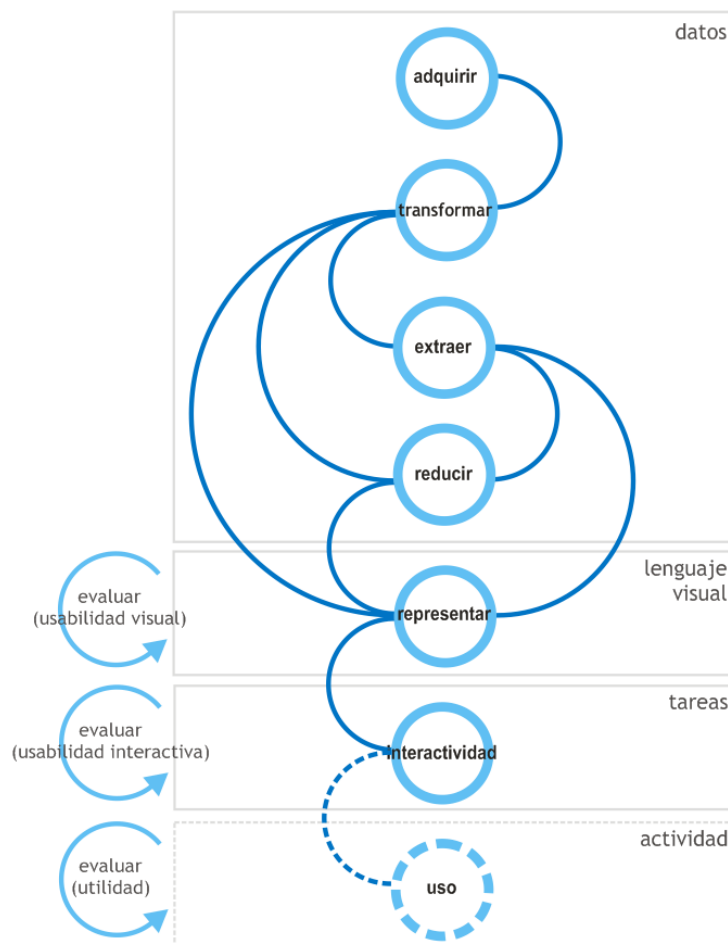 datos
adquirir
transformar
extraer
reducir
lenguaje
visual
evaluar
(usabilidad visual)
representar
tareas
evaluar
(usabilidad interactiva)
interactividad
actividad
evaluar
(utilidad)
uso